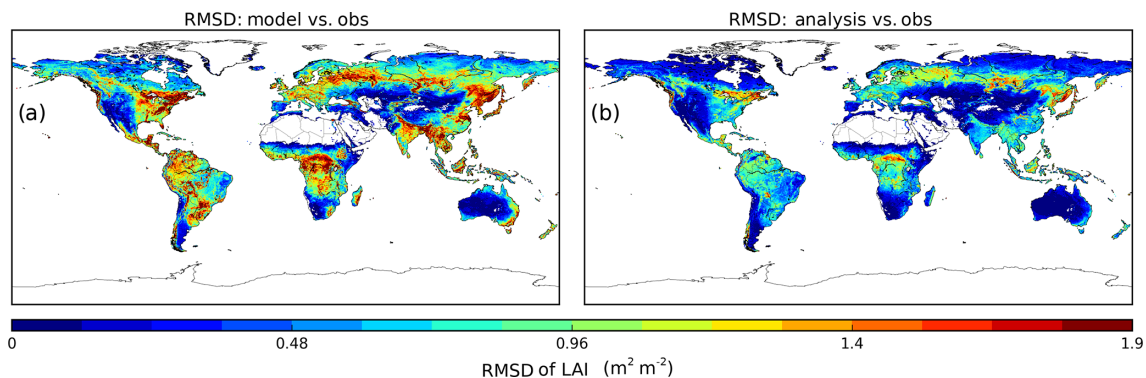 RMSD: model vs. obs
RMSD: analysis vs. obs
(a)
(b)
0 0.48 0.96 1.4 1.9
RMSD of LAI (m² m⁻²)